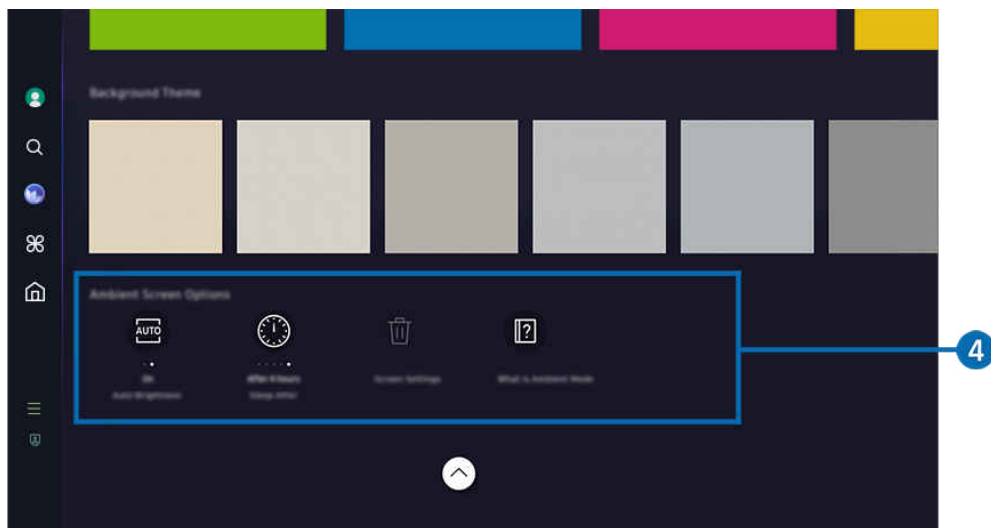 Background Theme
Ambient Screen Options
AUTO
?
On
After 4 hours
Screen Settings
What is Ambient Mode
Auto Brightness
Sleep After
4